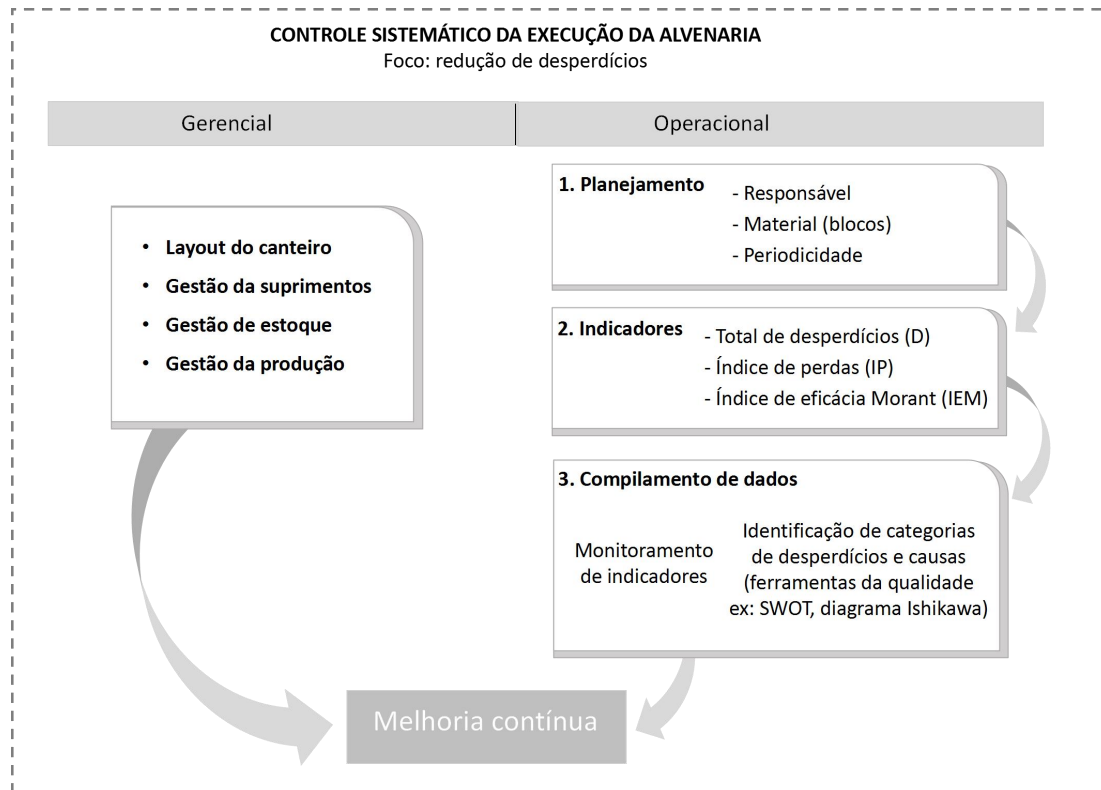 CONTROLE SISTEMÁTICO DA EXECUÇÃO DA ALVENARIA
Foco: redução de desperdícios
Gerencial
Operacional
• Layout do canteiro
• Gestão da suprimentos
• Gestão de estoque
• Gestão da produção
1. Planejamento
- Responsável
- Material (blocos)
- Periodicidade
2. Indicadores
- Total de desperdícios (D)
- Índice de perdas (IP)
- Índice de eficácia Morant (IEM)
3. Compilamento de dados
Monitoramento
de indicadores
Identificação de categorias
de desperdícios e causas
(ferramentas da qualidade
ex: SWOT, diagrama Ishikawa)
Melhoria contínua